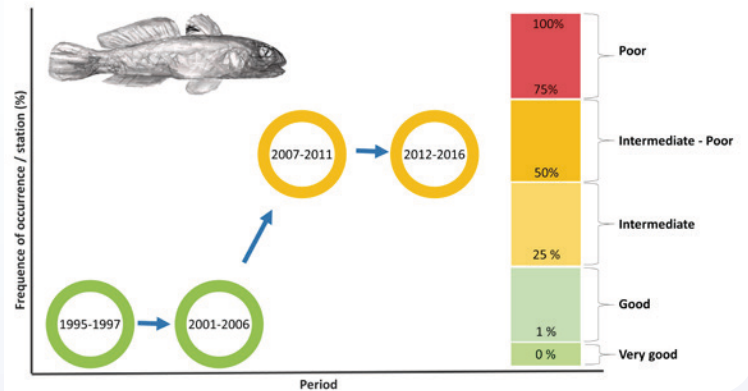 Frequence of occurrence / station (%)
1995-1997
2001-2006
2007-2011
2012-2016
Period
100%
75%
Poor
50%
Intermediate - Poor
25 %
Intermediate
1 %
Good
0 %
Very good